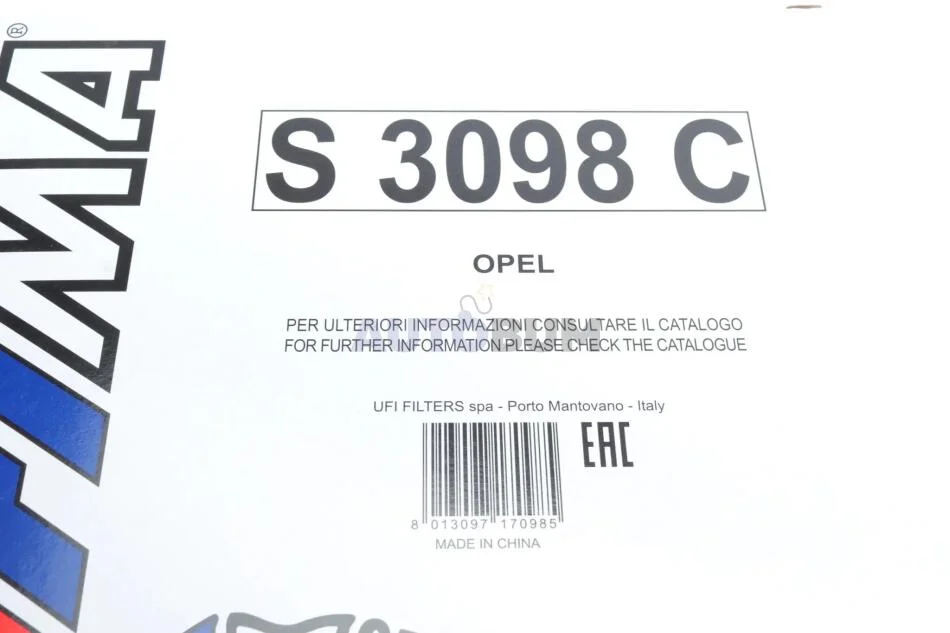 ®
S 3098 C
OPEL
PER ULTERIORI INFORMAZIONI CONSULTARE IL CATALOGO
FOR FURTHER INFORMATION PLEASE CHECK THE CATALOGUE
UFI FILTERS spa - Porto Mantovano - Italy
EAC
8 013097 170985
MADE IN CHINA